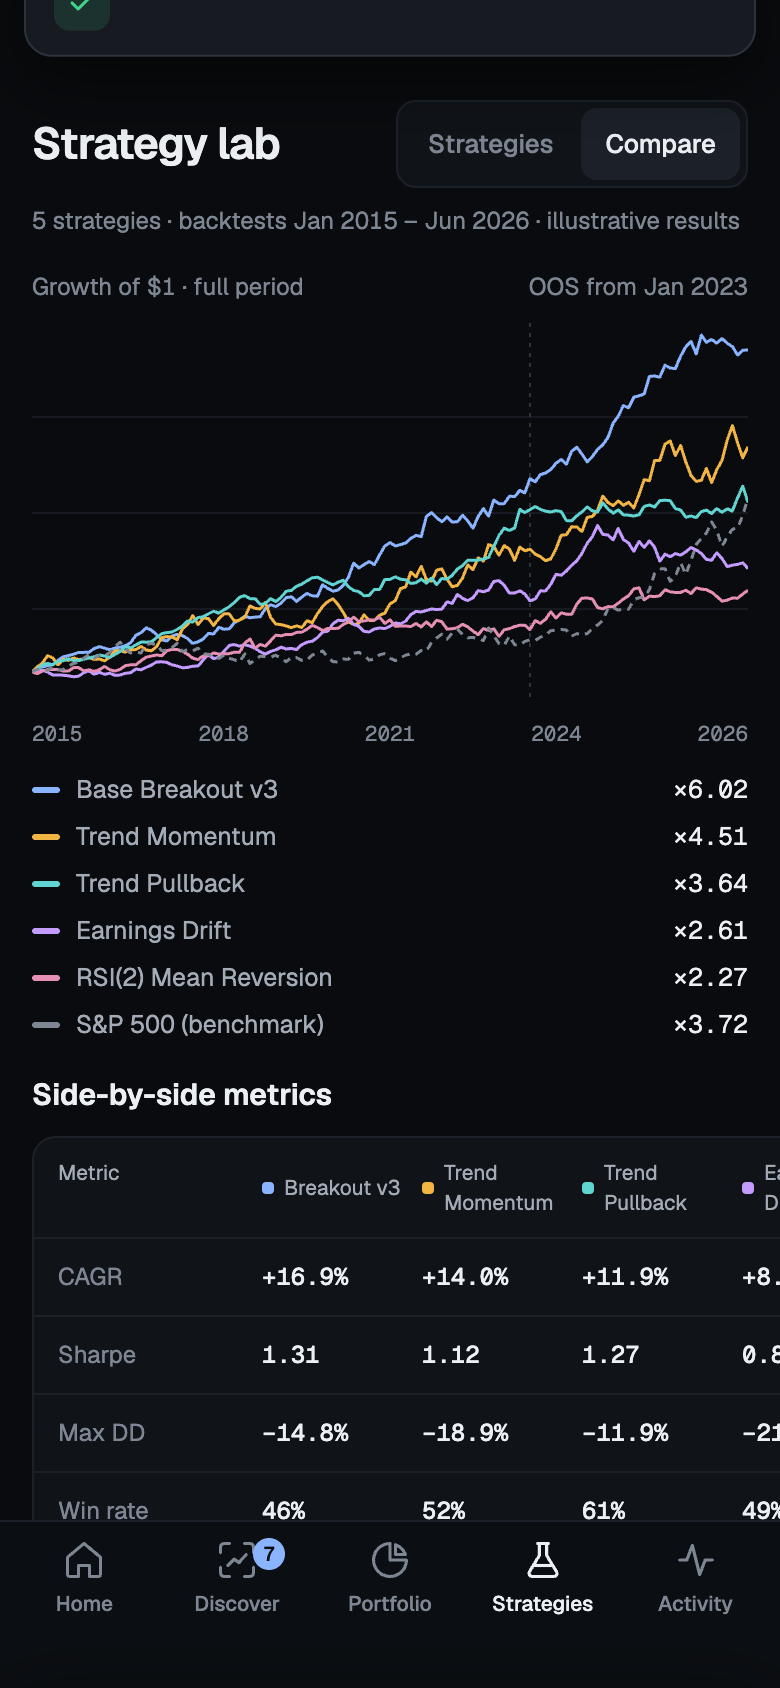 Strategy lab
Strategies
Compare
5 strategies · backtests Jan 2015 – Jun 2026 · illustrative results
Growth of $1 · full period
OOS from Jan 2023
2015
2018
2021
2024
2026
Base Breakout v3
×6.02
Trend Momentum
×4.51
Trend Pullback
×3.64
Earnings Drift
×2.61
RSI(2) Mean Reversion
×2.27
S&P 500 (benchmark)
×3.72
Side-by-side metrics
Metric
Breakout v3
Trend
Momentum
Trend
Pullback
Ea
D
CAGR
+16.9%
+14.0%
+11.9%
+8.
Sharpe
1.31
1.12
1.27
0.8
Max DD
−14.8%
−18.9%
−11.9%
−21
Win rate
46%
52%
61%
49%
7
Home
Discover
Portfolio
Strategies
Activity